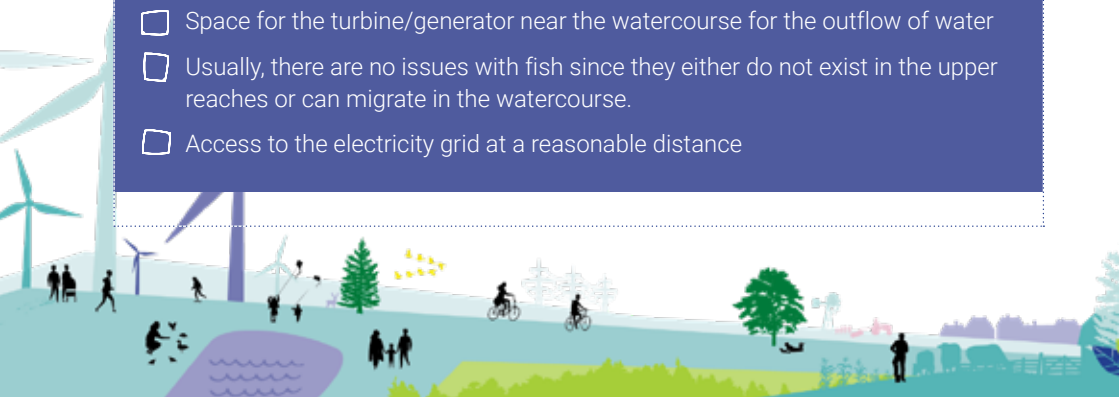 Space for the turbine/generator near the watercourse for the outflow of water
Usually, there are no issues with fish since they either do not exist in the upper
reaches or can migrate in the watercourse.
Access to the electricity grid at a reasonable distance